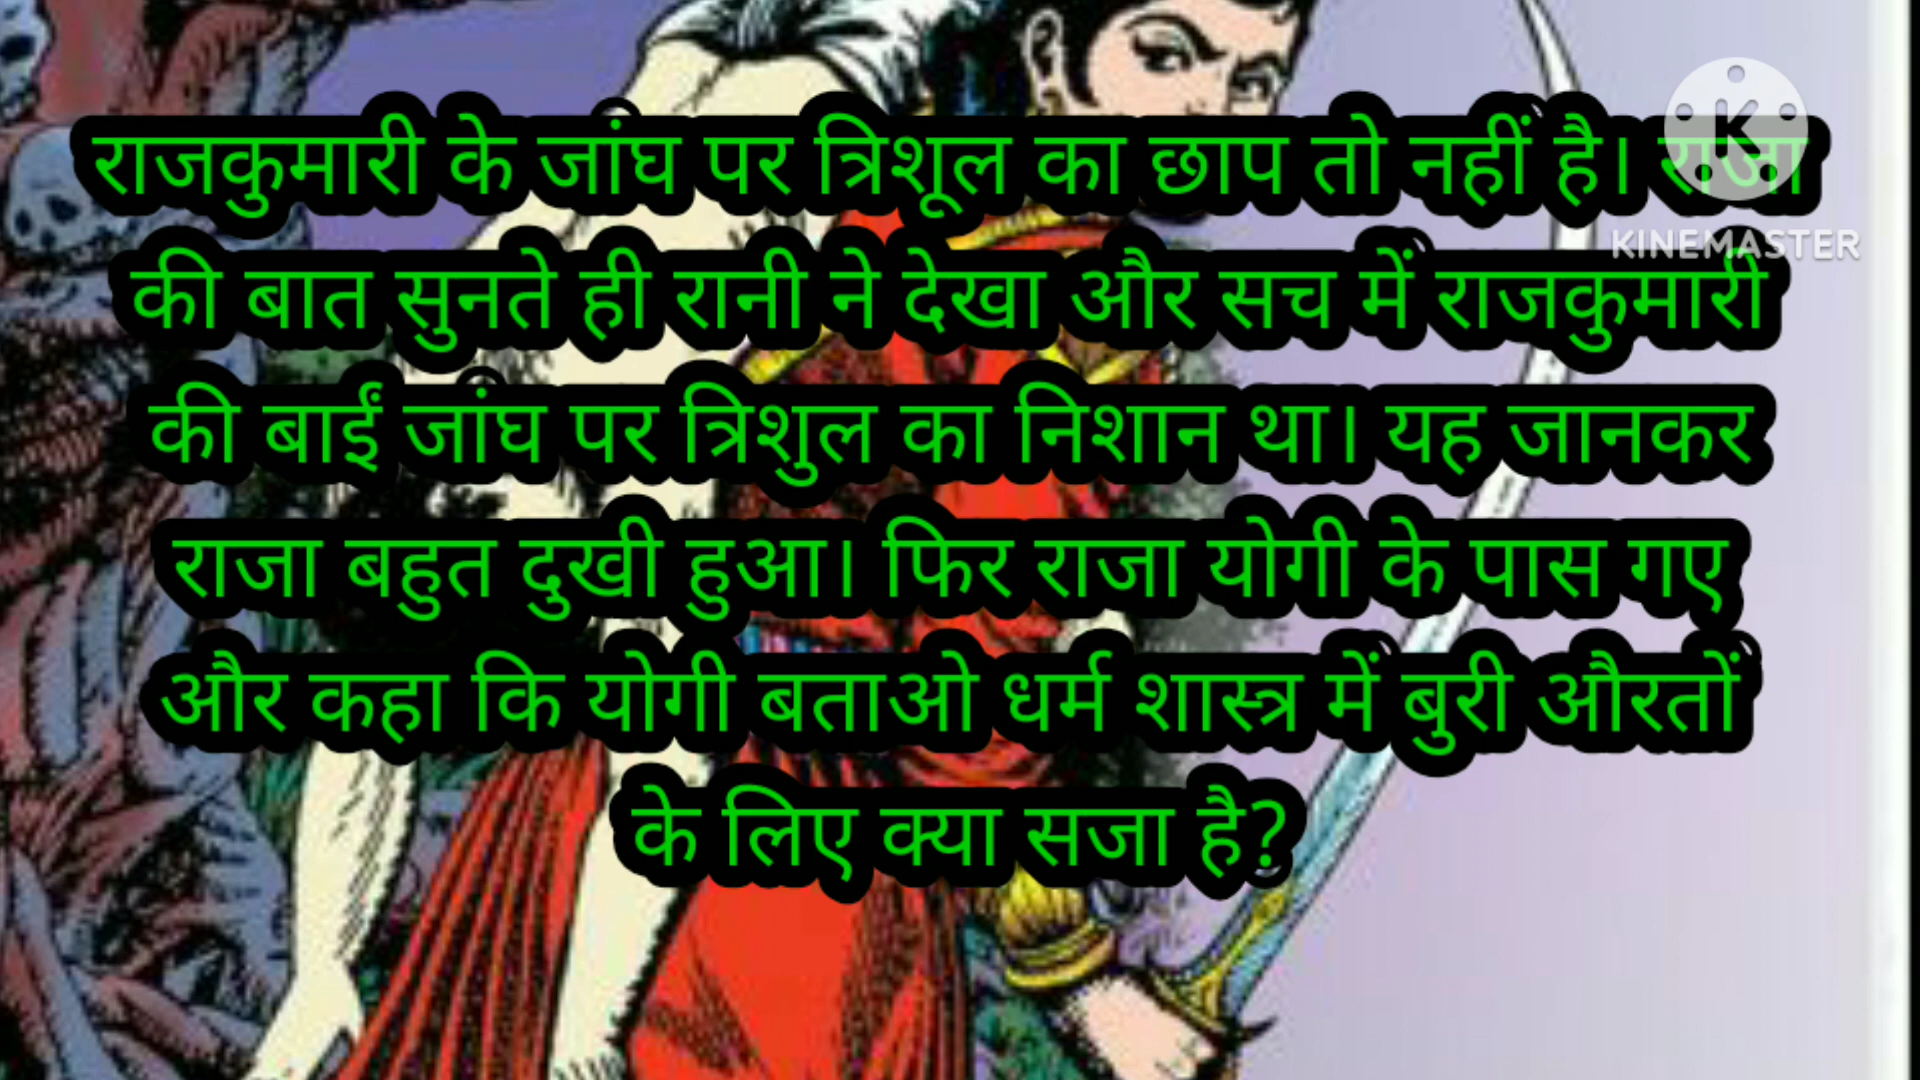 राजकुमारी के जांघ पर त्रिशूल का छाप तो नहीं है। राजा
की बात सुनते ही रानी ने देखा और सच में राजकुमारी
की बाईं जांघ पर त्रिशुल का निशान था। यह जानकर
राजा बहुत दुखी हुआ। फिर राजा योगी के पास गए
और कहा कि योगी बताओ धर्म शास्त्र में बुरी औरतों
के लिए क्या सजा है?
K
KINEMASTER